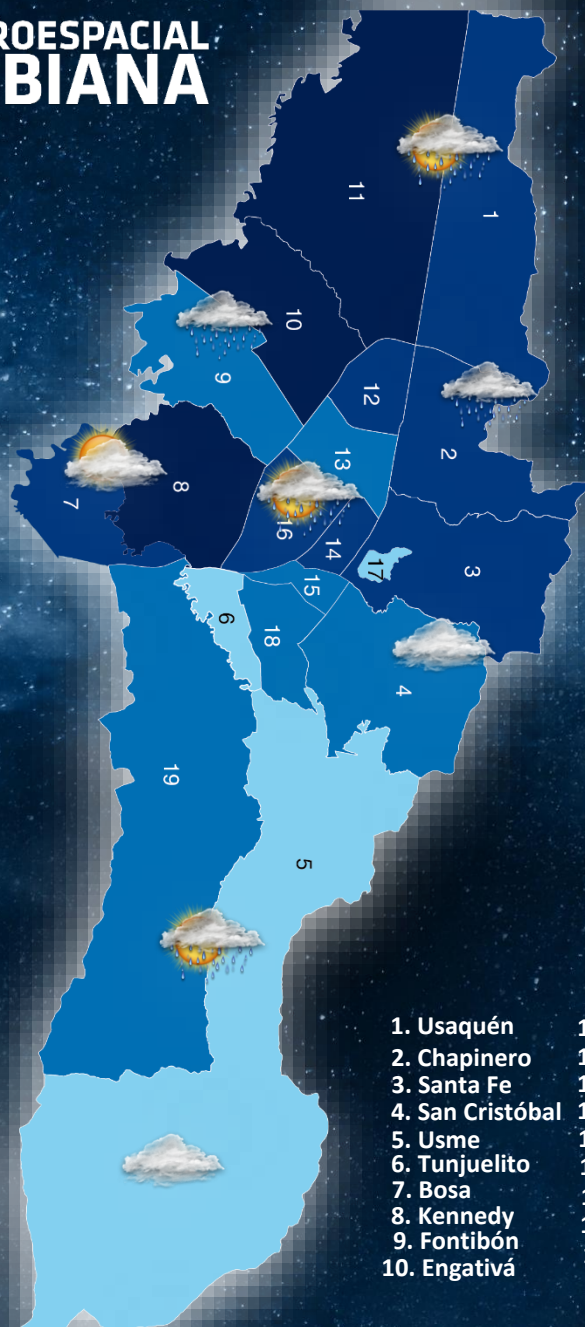 ROESPACIAL
BIANA
11
1
10
9
12
2
13
8
7
16
14
17
3
15
6
18
4
19
5
1. Usaquén
2. Chapinero
3. Santa Fe
4. San Cristóbal
5. Usme
6. Tunjuelito
7. Bosa
8. Kennedy
9. Fontibón
10. Engativá